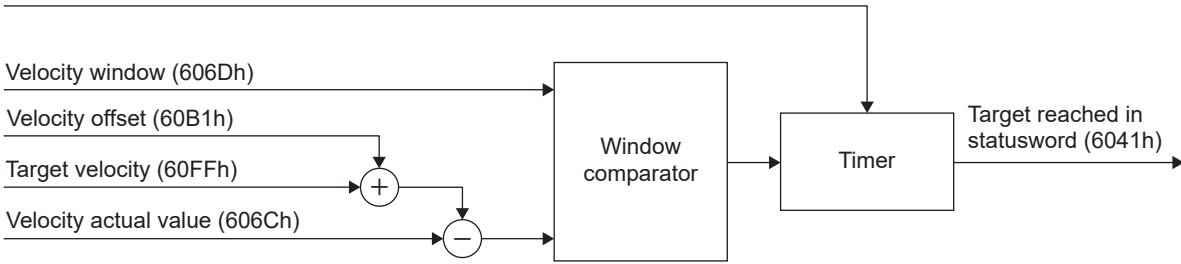 Velocity window (606Dh)
Velocity offset (60B1h)
Target velocity (60FFh)
Velocity actual value (606Ch)
+
−
Window
comparator
Timer
Target reached in
statusword (6041h)